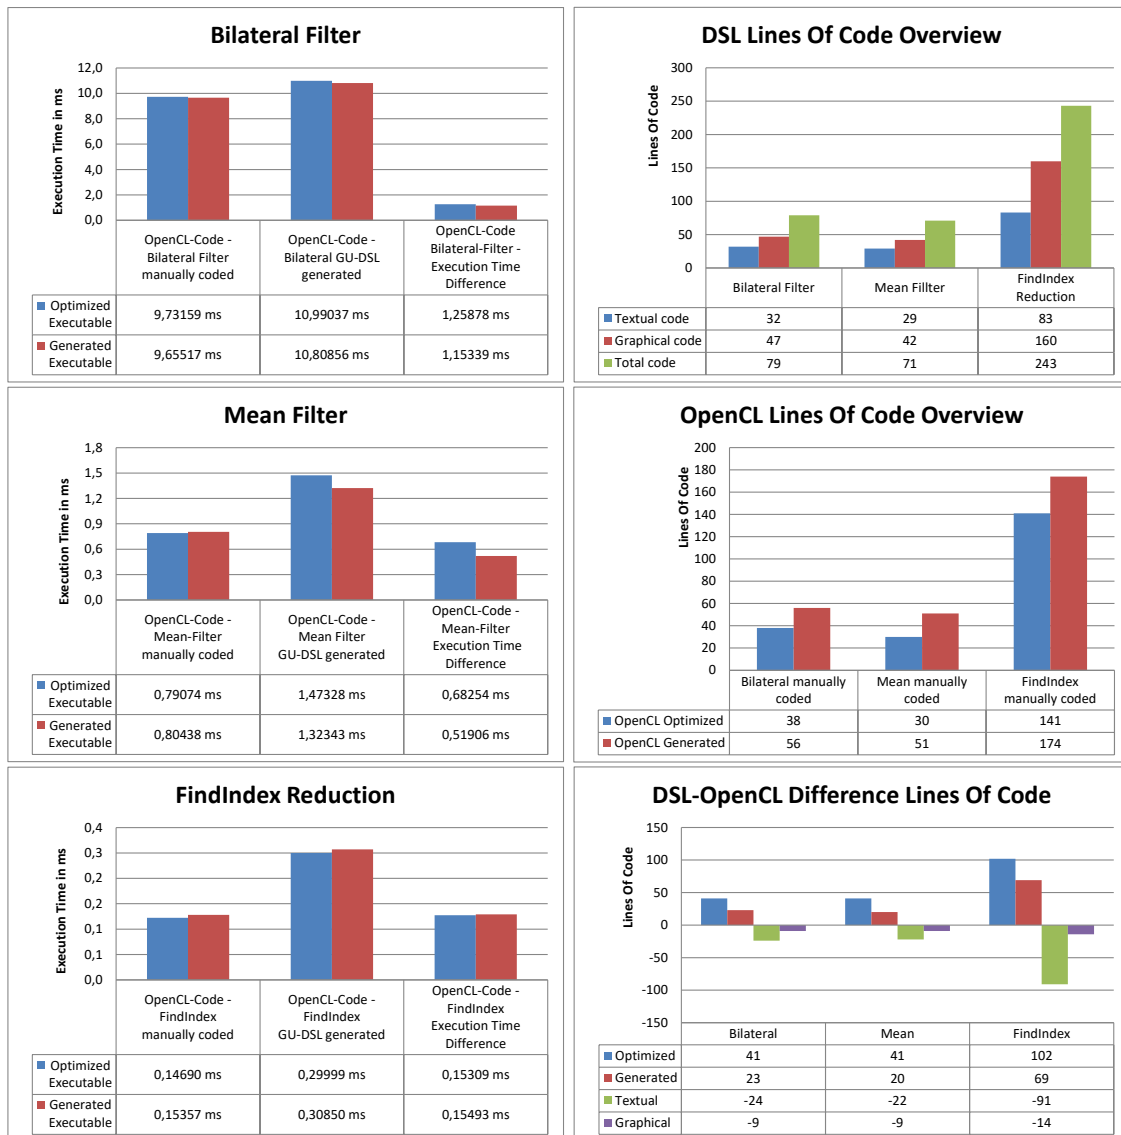 Bilateral Filter
Execution Time in ms
12,0
10,0
8,0
6,0
4,0
2,0
0,0
OpenCL-Code -
Bilateral Filter
manually coded
OpenCL-Code -
Bilateral GU-DSL
generated
OpenCL-Code
Bilateral-Filter -
Execution Time
Difference
Optimized
Executable
9,73159 ms
10,99037 ms
1,25878 ms
Generated
Executable
9,65517 ms
10,80856 ms
1,15339 ms
DSL Lines Of Code Overview
Lines Of Code
300
250
200
150
100
50
0
Bilateral Filter
Mean Fillter
FindIndex
Reduction
Textual code
32
29
83
Graphical code
47
42
160
Total code
79
71
243
Mean Filter
Execution Time in ms
1,8
1,5
1,2
0,9
0,6
0,3
0,0
OpenCL-Code -
Mean-Filter
manually coded
OpenCL-Code -
Mean Filter
GU-DSL generated
OpenCL-Code -
Mean-Filter
Execution Time
Difference
Optimized
Executable
0,79074 ms
1,47328 ms
0,68254 ms
Generated
Executable
0,80438 ms
1,32343 ms
0,51906 ms
OpenCL Lines Of Code Overview
Lines Of Code
200
180
160
140
120
100
80
60
40
20
0
Bilateral manually
coded
Mean manually
coded
FindIndex
manually coded
OpenCL Optimized
38
30
141
OpenCL Generated
56
51
174
FindIndex Reduction
Execution Time in ms
0,4
0,3
0,2
0,2
0,1
0,1
0,0
OpenCL-Code -
FindIndex
manually coded
OpenCL-Code -
FindIndex
GU-DSL generated
OpenCL-Code -
FindIndex
Execution Time
Difference
Optimized
Executable
0,14690 ms
0,29999 ms
0,15309 ms
Generated
Executable
0,15357 ms
0,30850 ms
0,15493 ms
DSL-OpenCL Difference Lines Of Code
Lines Of Code
150
100
50
0
-50
-100
-150
Bilateral
Mean
FindIndex
Optimized
41
41
102
Generated
23
20
69
Textual
-24
-22
-91
Graphical
-9
-9
-14